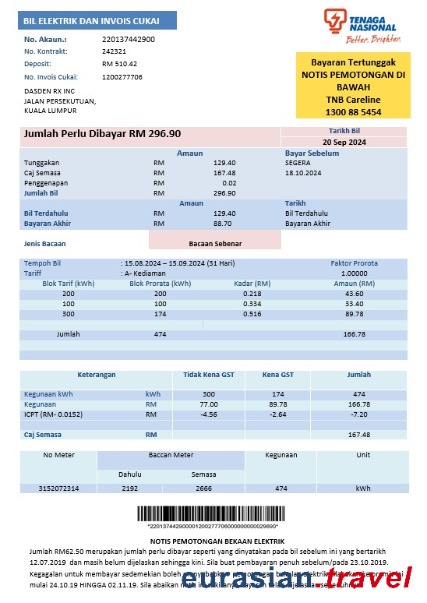 BIL ELEKTRIK DAN INVOIS CUKAI
TENAGA
NASIONAL
Better. Brighter.
No. Akaun.: 220137442900
No. Kontrak: 242321
Deposit: RM 510.42
No. Invois Cukai: 1200277706
DASDEN RX INC
JALAN PERSEKUTUAN,
KUALA LUMPUR
Bayaran Tertunggak
NOTIS PEMOTONGAN DI
BAWAH
TNB Careline
1300 88 5454
Jumlah Perlu Dibayar RM 296.90
Tarikh Bil
20 Sep 2024
Amaun Bayar Sebelum
Tunggakan RM 129.40 SEGERA
Caj Semasa RM 167.48 18.10.2024
Penggenapan RM 0.02
Jumlah Bil RM 296.90
Amaun Tarikh
Bil Terdahulu RM 129.40 Bil Terdahulu
Bayaran Akhir RM 88.70 Bayaran Akhir
Jenis Bacaan Bacaan Sebenar
Tempoh Bil : 15.08.2024 – 15.09.2024 (31 Hari) Faktor Prorota
Tariff : A- Kediaman 1.00000
Blok Tarif (kWh) Blok Prorata (kWh) Kadar (RM) Amaun (RM)
200 200 0.218 43.60
100 100 0.334 33.40
300 174 0.516 89.78
Jumlah 474 166.78
Keterangan Tidak Kena GST Kena GST Jumlah
Kegunaan kWh kWh 300 174 474
Kegunaan RM 77.00 89.78 166.78
ICPT (RM- 0.0152) RM -4.56 -2.64 -7.20
Caj Semasa RM 167.48
No Meter Baccan Meter Kegunaan Unit
Dahulu Semasa
3152072314 2192 2666 474 kWh
NOTIS PEMOTONGAN BEKAAN ELEKTRIK
Jumlah RM62.50 merupakan jumlah perlu dibayar seperti yang dinyatakan pada bil sebelum ini yang bertarikh
12.07.2019 dan masih belum dijelaskan sehingga kini. Sila buat pembayaran penuh sebelum/pada 23.10.2019.
Kegagalan untuk membayar sedemekian boleh
mulai 24.10.19 HINGGA 02.11.19. Sila abaikan
eurasian.travel